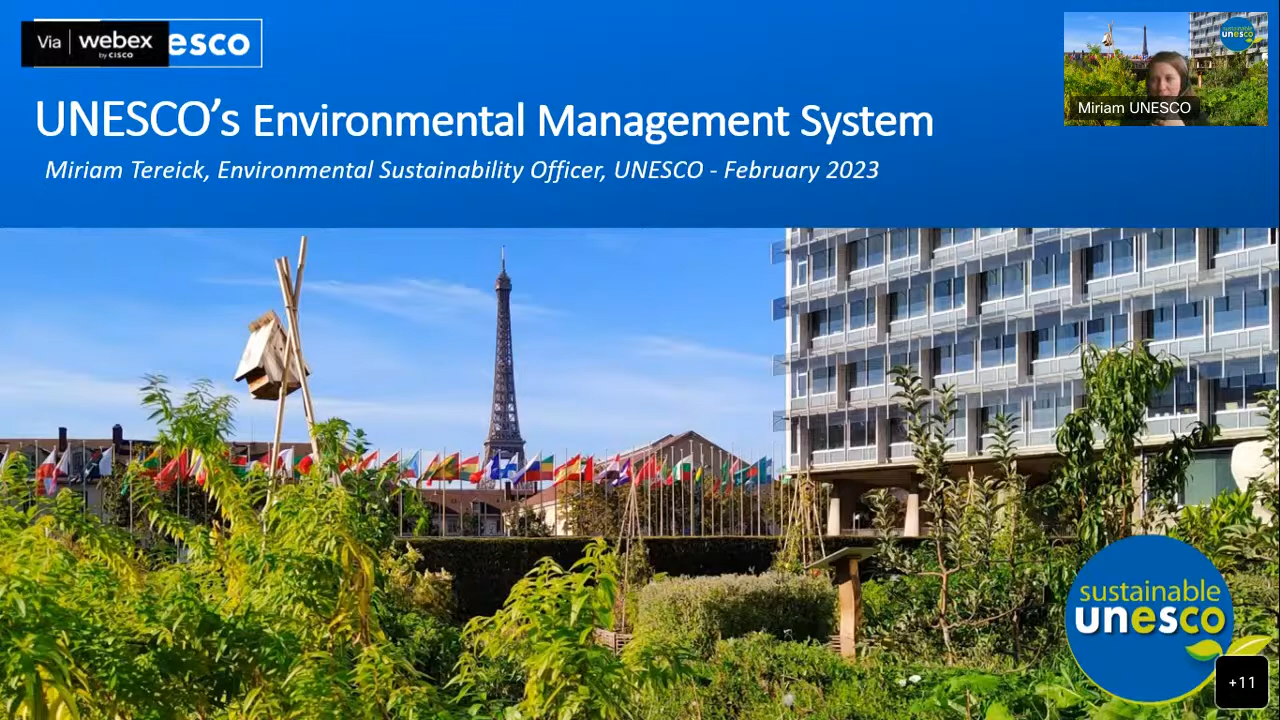 Via webex
by CISCO
esco
UNESCO's Environmental Management System
Miriam Tereick, Environmental Sustainability Officer, UNESCO - February 2023
sustainable
unesco
Miriam UNESCO
sustainable
unesco
+11